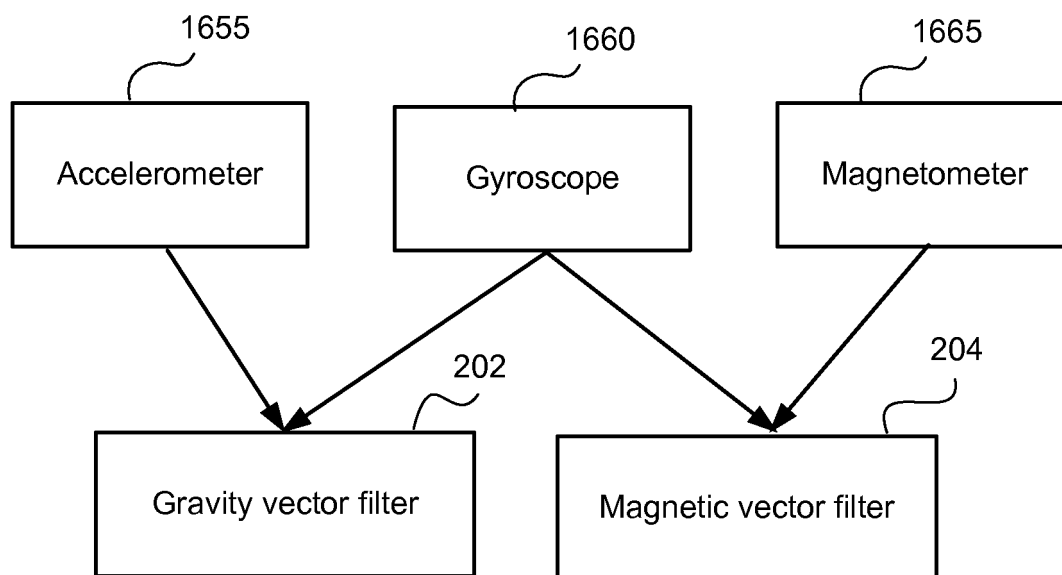 1655
1660
1665
Accelerometer
Gyroscope
Magnetometer
202
204
Gravity vector filter
Magnetic vector filter